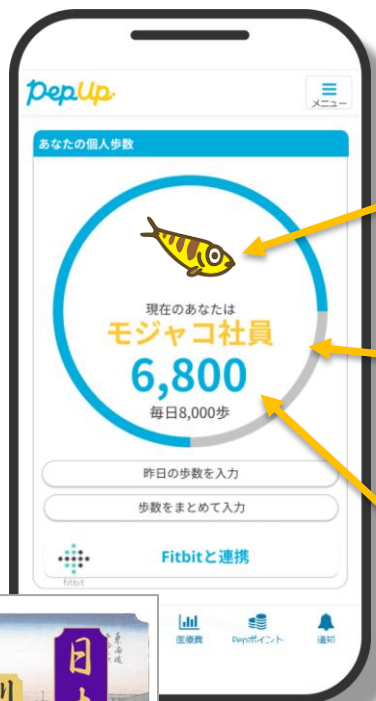 PepUp
メニュー
あなたの個人歩数
現在のあなたは
モジャコ社員
6,800
毎日8,000歩
昨日の歩数を入力
歩数をまとめて入力
fitbit
Fitbitと連携
医療費
Pepポイント
通知
日